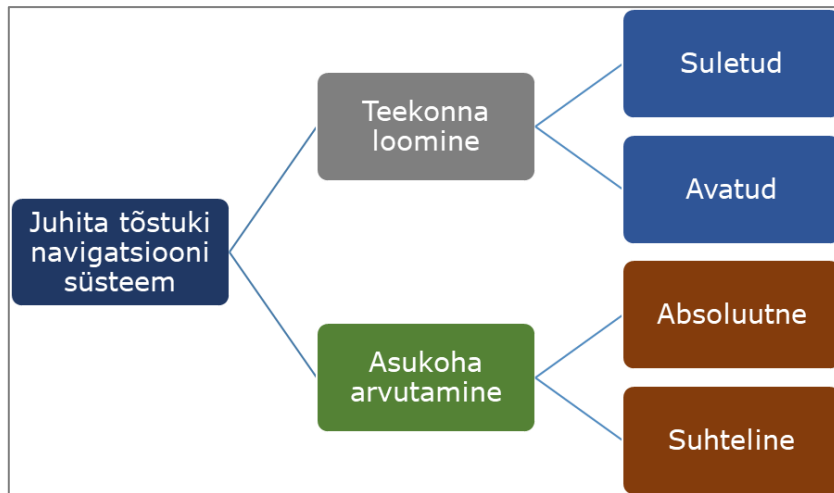 Juhita tõstuki
navigatsiooni
süsteem
Teekonna
loomine
Suletud
Avatud
Asukoha
arvutamine
Absoluutne
Suhteline